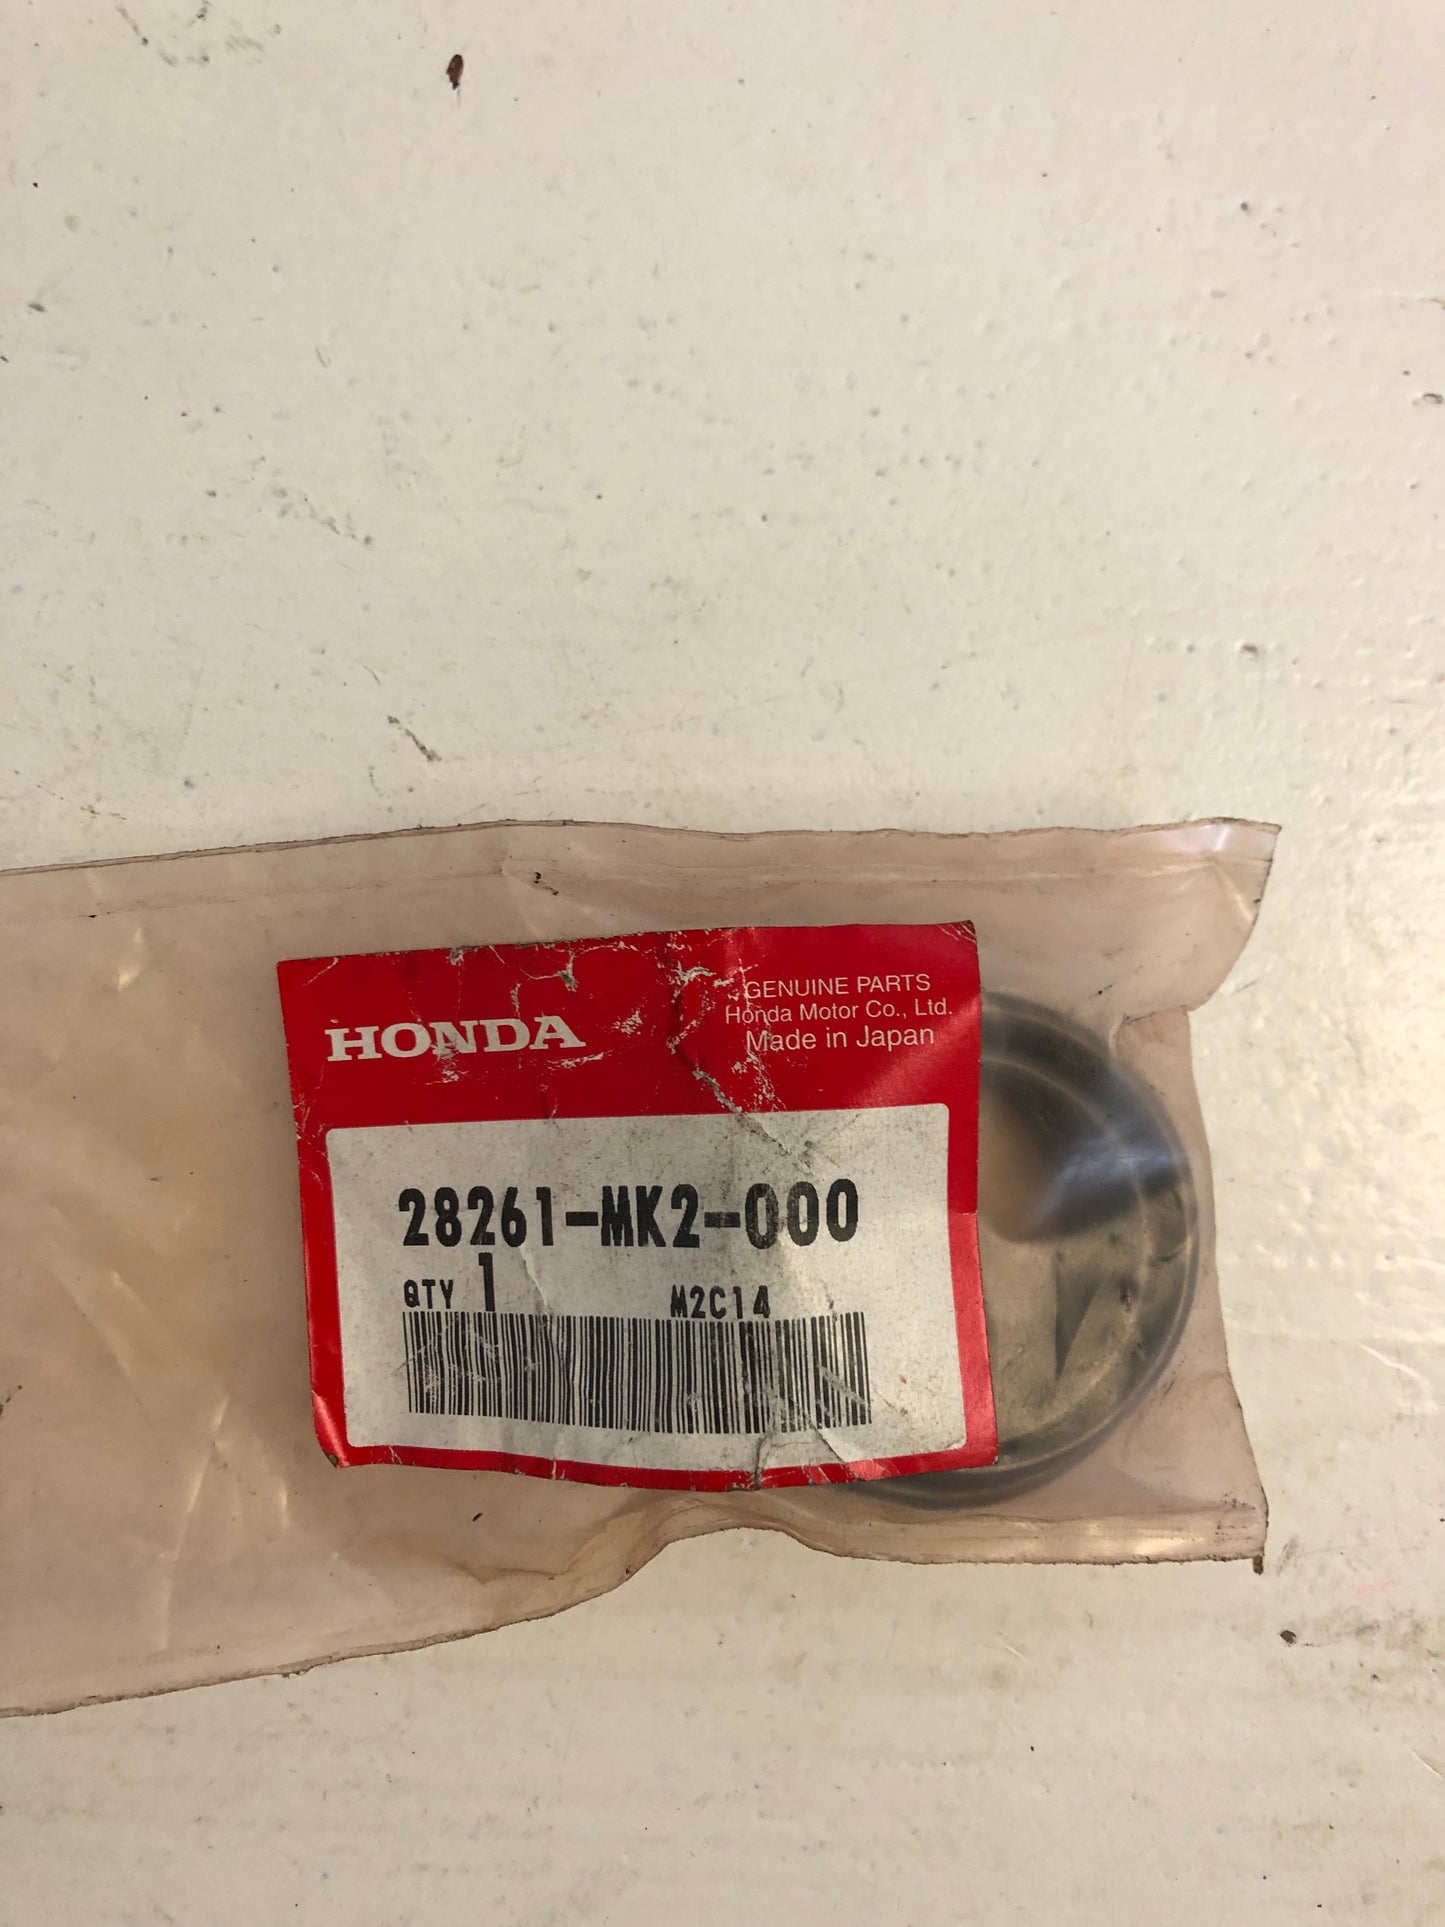 HONDA
GENUINE PARTS
Honda Motor Co., Ltd.
Made in Japan
28261-MK2-000
QTY 1 M2C14